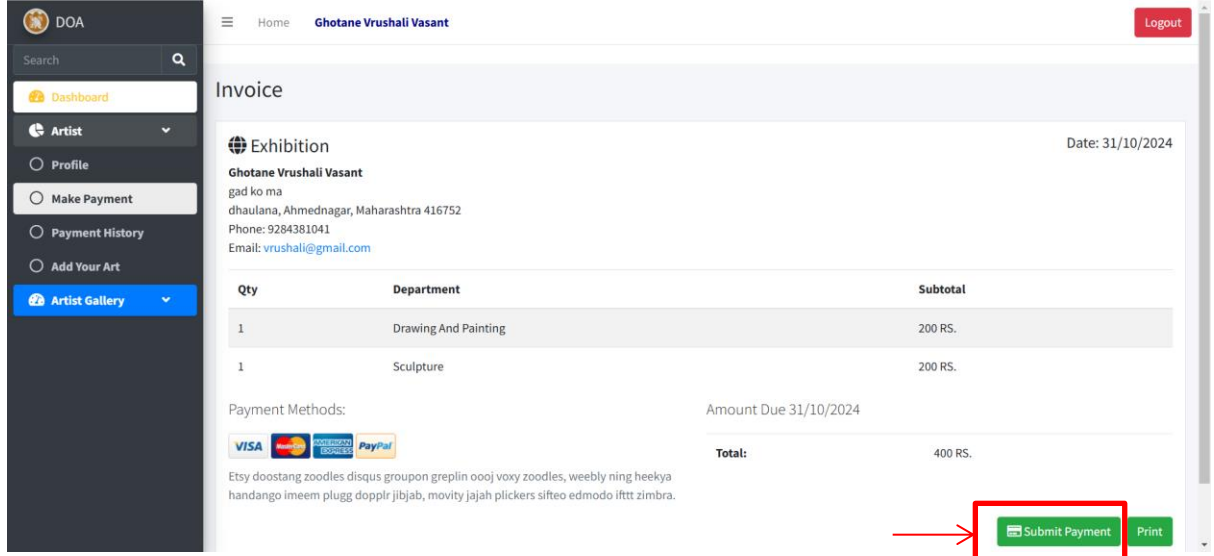 DOA
Home Ghotane Vrushali Vasant Logout
Search
Dashboard
Artist
Profile
Make Payment
Payment History
Add Your Art
Artist Gallery
Invoice
Exhibition Date: 31/10/2024
Ghotane Vrushali Vasant
gad ko ma
dhaulana, Ahmednagar, Maharashtra 416752
Phone: 9284381041
Email: vrushali@gmail.com
Qty Department Subtotal
1 Drawing And Painting 200 RS.
1 Sculpture 200 RS.
Payment Methods:
VISA MasterCard AMERICAN EXPRESS PayPal
Etsy doostang zoodles disqus groupon greplin oooj voxy zoodles, weebly ning heekya
handango imeem plugg dopplr jibjab, movity jajah plickers sifteo edmodo ifttt zimbra.
Amount Due 31/10/2024
Total: 400 RS.
Submit Payment Print